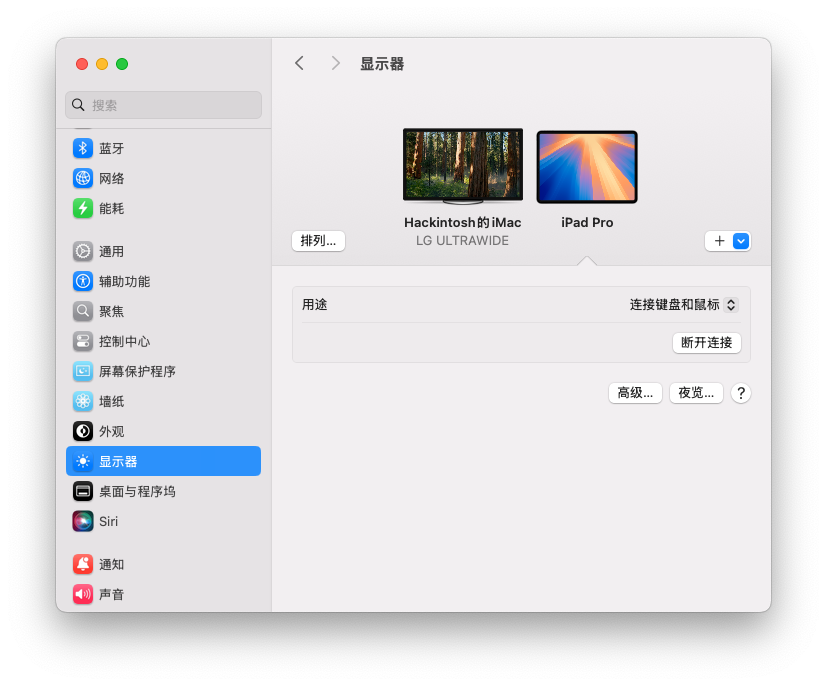 搜索
蓝牙
网络
能耗
通用
辅助功能
聚焦
控制中心
屏幕保护程序
墙纸
外观
显示器
桌面与程序坞
Siri
通知
声音
显示器
Hackintosh的iMac
LG ULTRAWIDE
iPad Pro
排列...
+
用途
连接键盘和鼠标
断开连接
高级...
夜览...
?